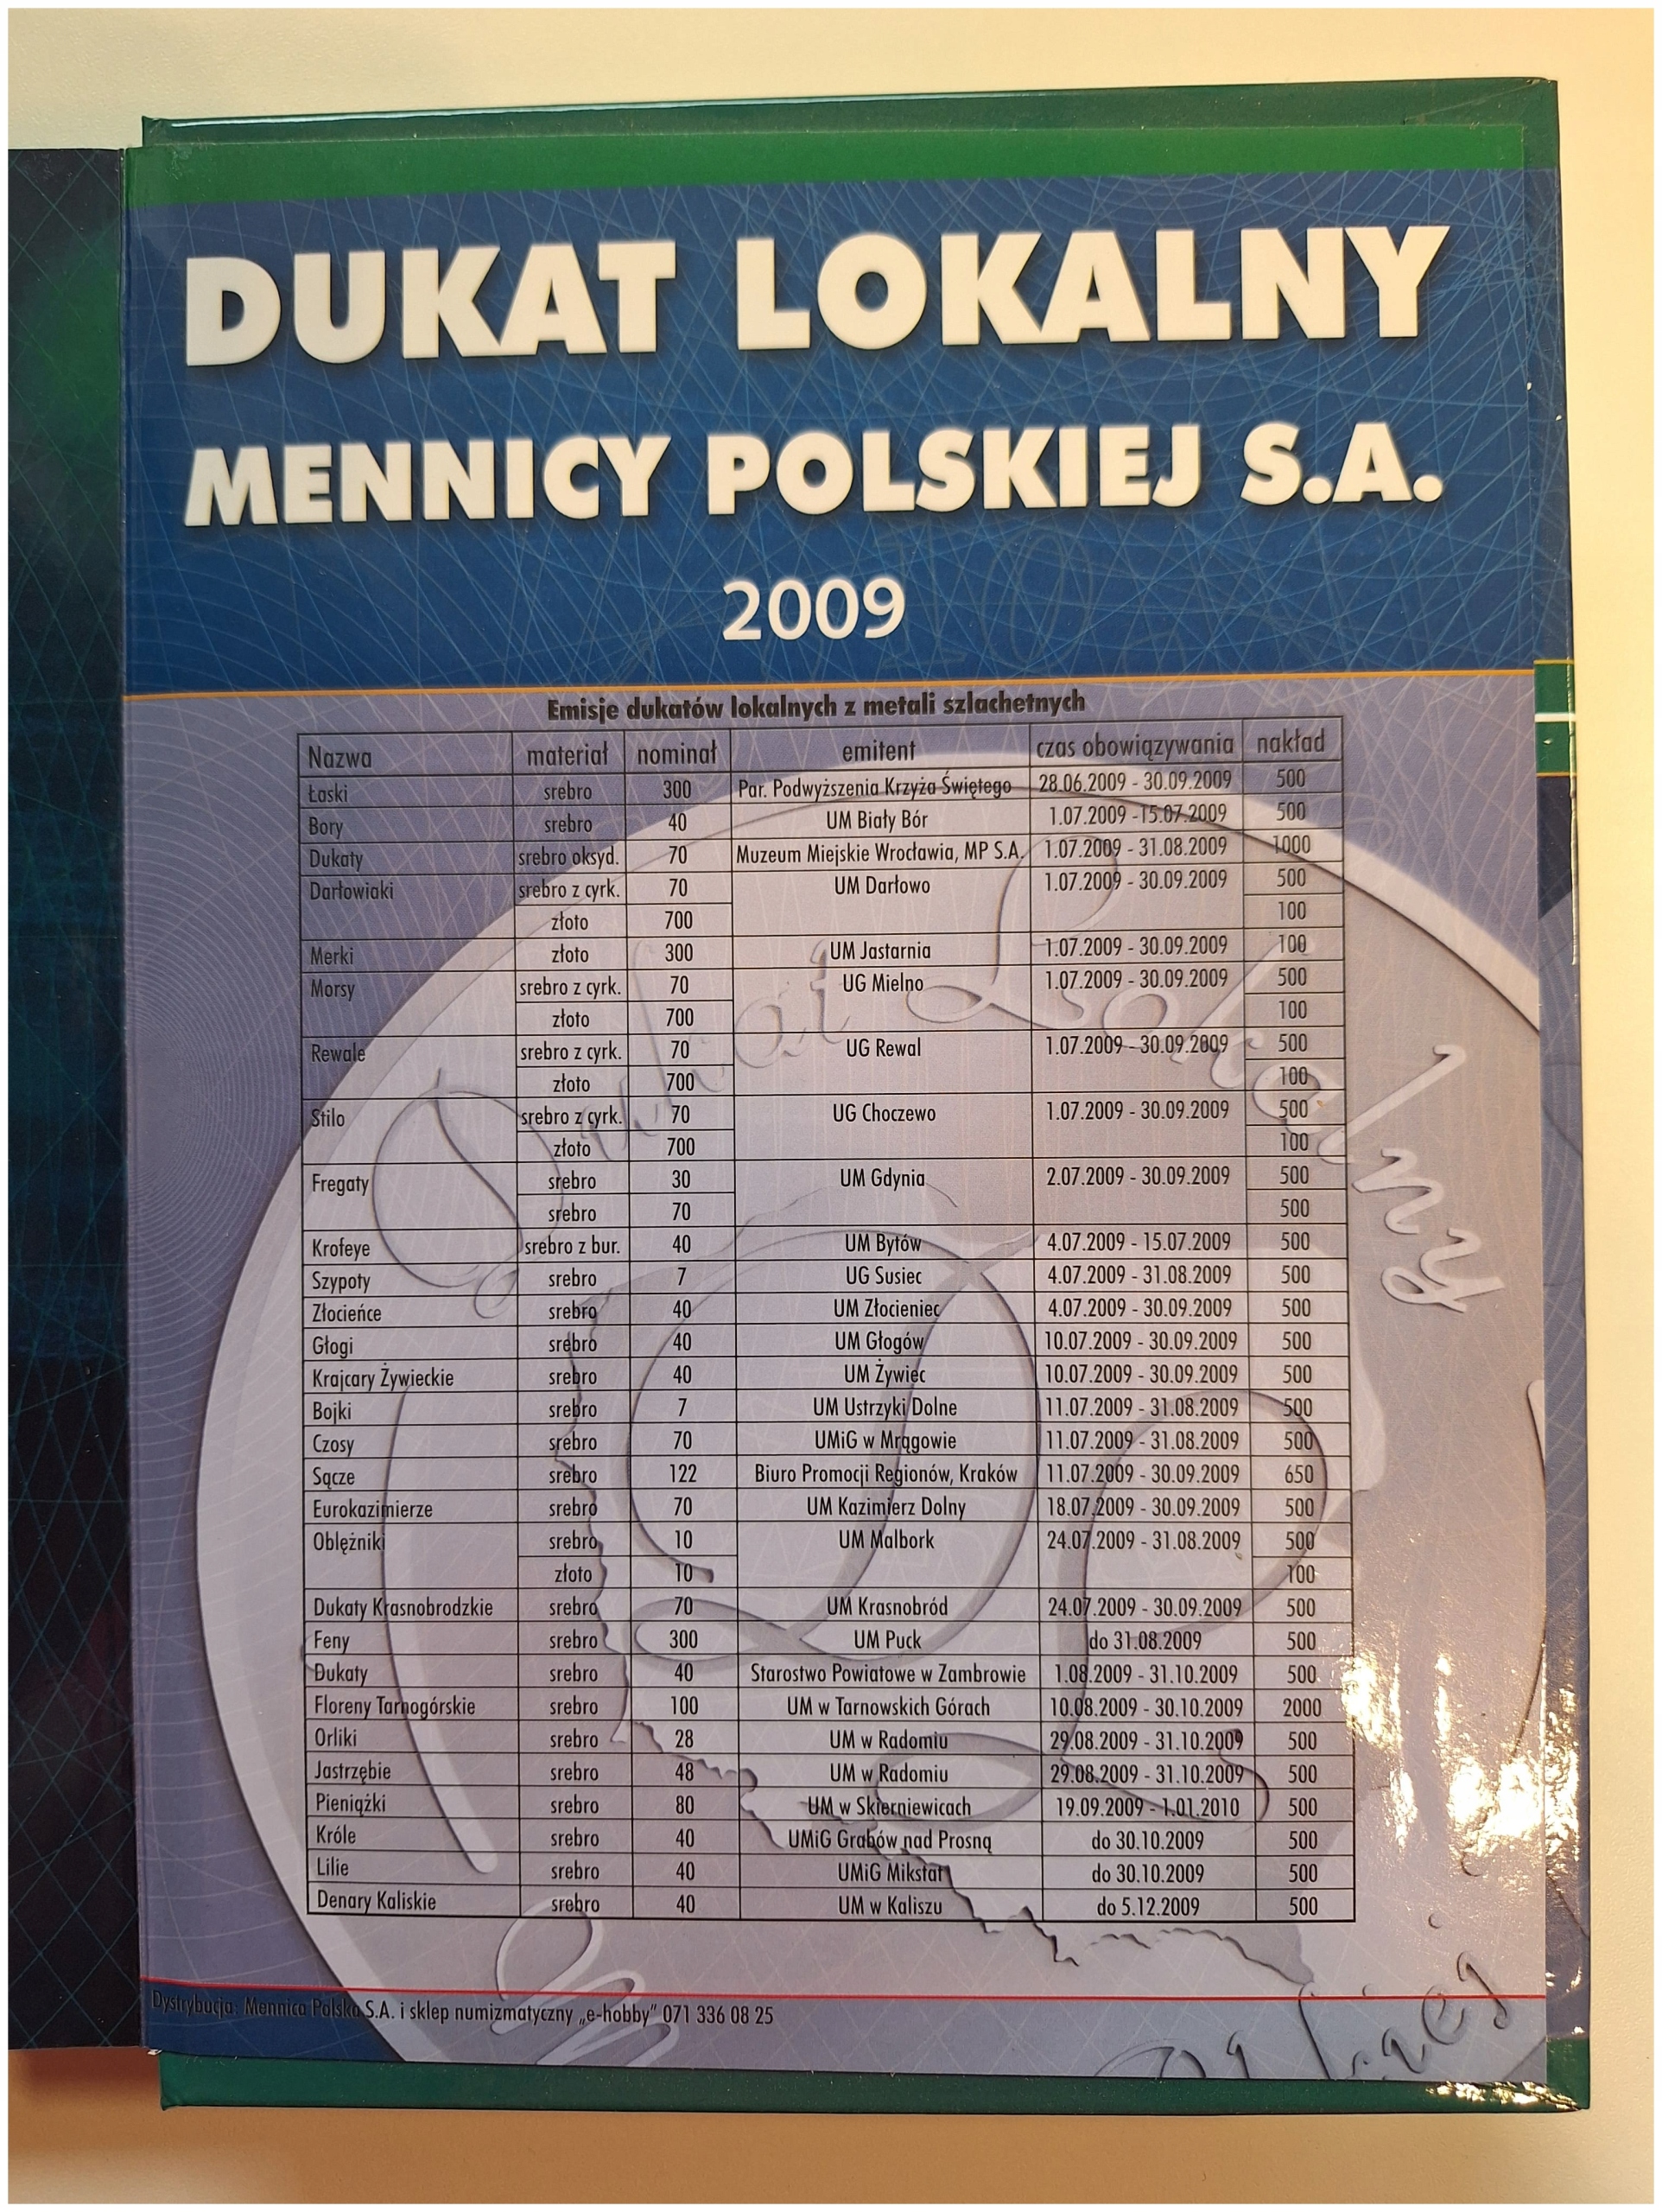 DUKAT LOKALNY
MENNICY POLSKIEJ S.A.
2009
Emisje dukatów lokalnych z metali szlachetnych
Nazwa materiał nominał emitent czas obowiązywania nakład
Łaski srebro 300 Par. Podwyższenia Krzyża Świętego 28.06.2009 - 30.09.2009 500
Bory srebro 40 UM Biały Bór 1.07.2009 - 15.07.2009 500
Dukaty srebro oksyd. 70 Muzeum Miejskie Wrocławia, MP S.A. 1.07.2009 - 31.08.2009 1000
Darłowiaki srebro z cyrk. 70 UM Darłowo 1.07.2009 - 30.09.2009 500
złoto 700 100
Merki złoto 300 UM Jastarnia 1.07.2009 - 30.09.2009 100
Morsy srebro z cyrk. 70 UG Mielno 1.07.2009 - 30.09.2009 500
złoto 700 100
Rewale srebro z cyrk. 70 UG Rewal 1.07.2009 - 30.09.2009 500
złoto 700 100
Stilo srebro z cyrk. 70 UG Choczewo 1.07.2009 - 30.09.2009 500
złoto 700 100
Fregaty srebro 30 UM Gdynia 2.07.2009 - 30.09.2009 500
srebro 70 500
Krofeye srebro z bur. 40 UM Bytów 4.07.2009 - 15.07.2009 500
Szypoty srebro 7 UG Susiec 4.07.2009 - 31.08.2009 500
Złocieńce srebro 40 UM Złocieniec 4.07.2009 - 30.09.2009 500
Głogi srebro 40 UM Głogów 10.07.2009 - 30.09.2009 500
Krajcary Żywieckie srebro 40 UM Żywiec 10.07.2009 - 30.09.2009 500
Bojki srebro 7 UM Ustrzyki Dolne 11.07.2009 - 31.08.2009 500
Czosy srebro 70 UMiG w Mrągowie 11.07.2009 - 31.08.2009 500
Sącze srebro 122 Biuro Promocji Regionów, Kraków 11.07.2009 - 30.09.2009 650
Eurokazimierze srebro 70 UM Kazimierz Dolny 18.07.2009 - 30.09.2009 500
Oblężniki srebro 10 UM Malbork 24.07.2009 - 31.08.2009 500
złoto 10 100
Dukaty Krasnobrodzkie srebro 70 UM Krasnobród 24.07.2009 - 30.09.2009 500
Feny srebro 300 UM Puck do 31.08.2009 500
Dukaty srebro 40 Starostwo Powiatowe w Zambrowie 1.08.2009 - 31.10.2009 500
Floreny Tarnogórskie srebro 100 UM w Tarnowskich Górach 10.08.2009 - 30.10.2009 2000
Orliki srebro 28 UM w Radomiu 29.08.2009 - 31.10.2009 500
Jastrzębie srebro 48 UM w Radomiu 29.08.2009 - 31.10.2009 500
Pieniążki srebro 80 UM w Skierniewicach 19.09.2009 - 1.01.2010 500
Króle srebro 40 UMiG Grabów nad Prosną do 30.10.2009 500
Lilie srebro 40 UMiG Mikstat do 30.10.2009 500
Denary Kaliskie srebro 40 UM w Kaliszu do 5.12.2009 500
Dukat Lokalny
Dystrybucja: Mennica Polska S.A. i sklep numizmatyczny „e-hobby" 071 336 08 25